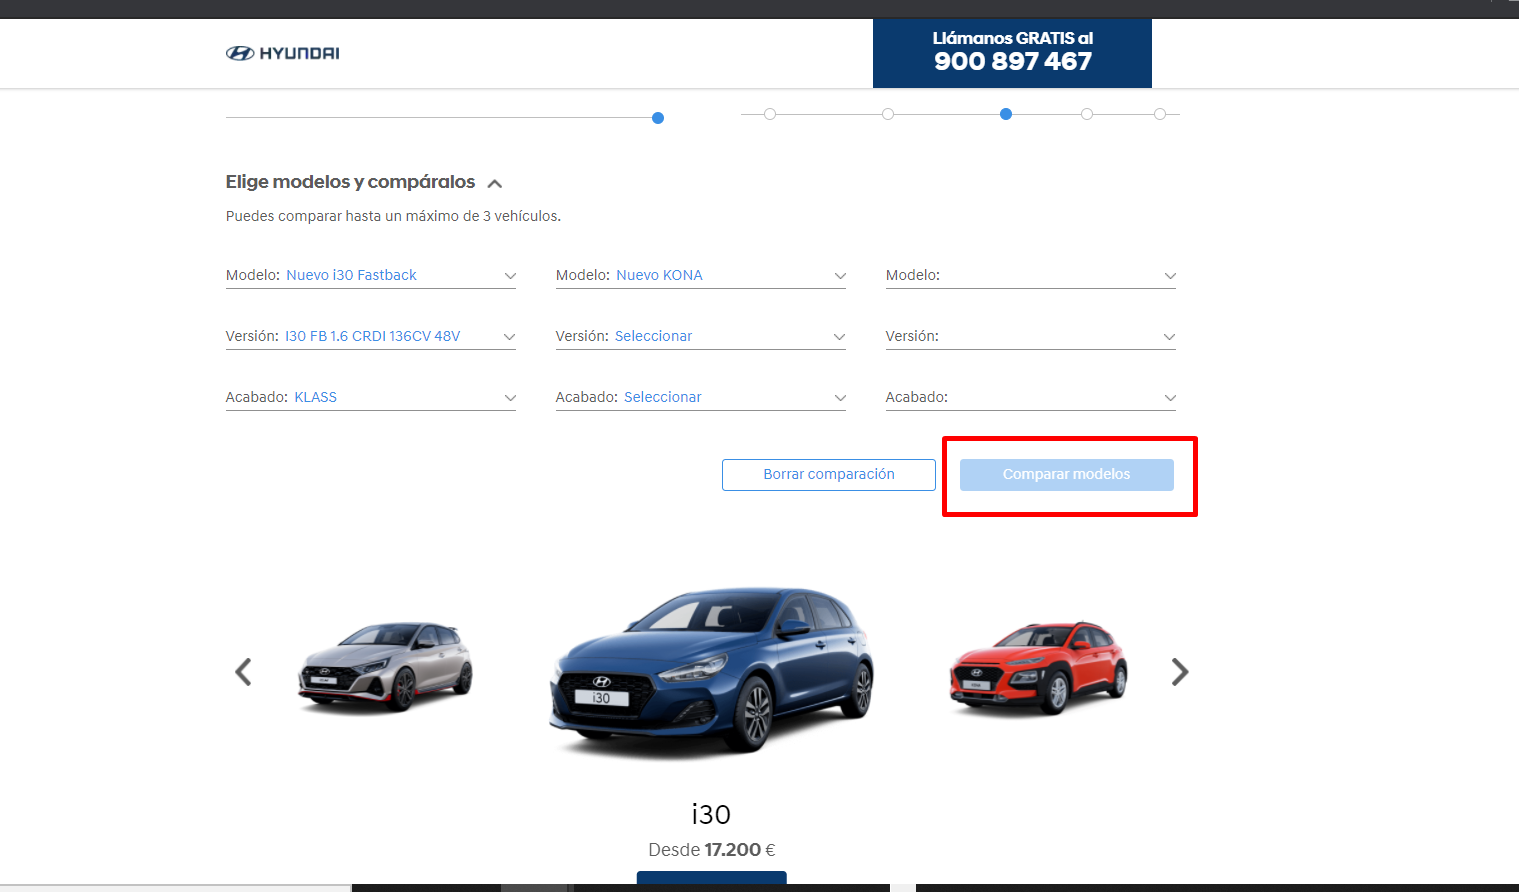 HYUNDAI
Llámanos GRATIS al
900 897 467
Elige modelos y compáralos
Puedes comparar hasta un máximo de 3 vehículos.
Modelo: Nuevo i30 Fastback
Modelo: Nuevo KONA
Modelo:
Versión: I30 FB 1.6 CRDI 136CV 48V
Versión: Seleccionar
Versión:
Acabado: KLASS
Acabado: Seleccionar
Acabado:
Borrar comparación
Comparar modelos
i30
i30
Desde 17.200 €